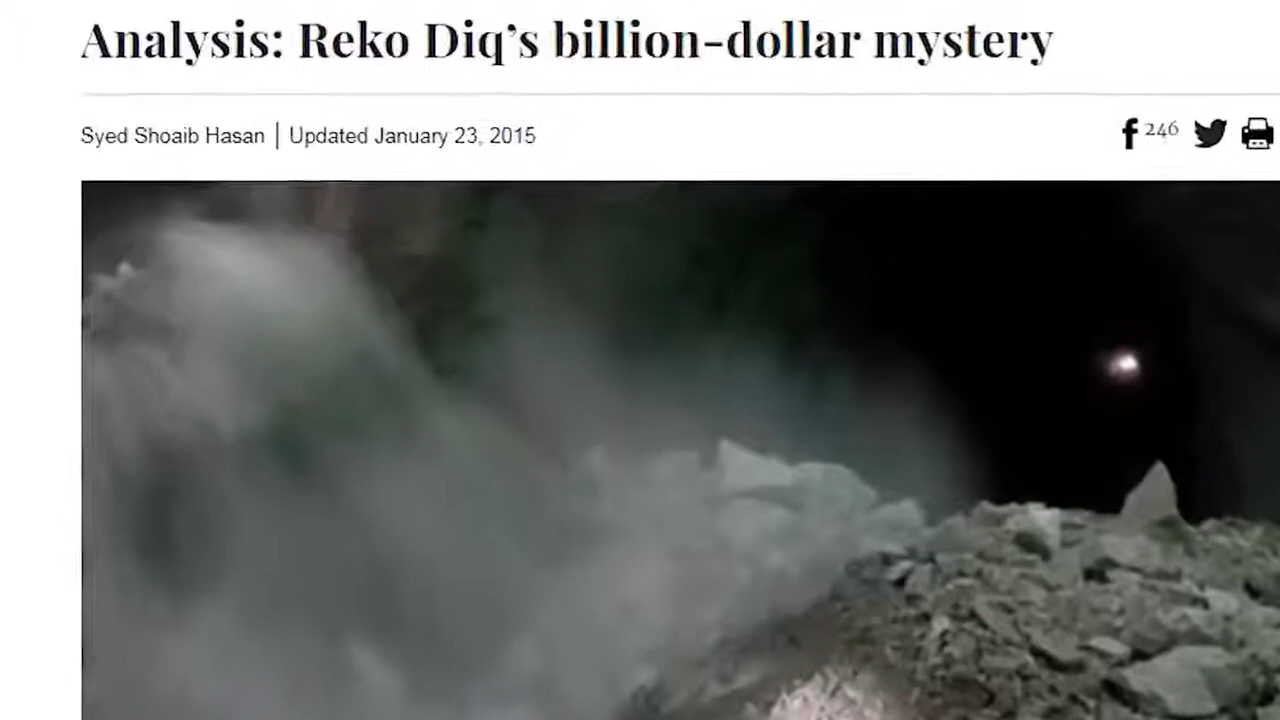 Analysis: Reko Diq’s billion-dollar mystery
Syed Shoaib Hasan | Updated January 23, 2015
246